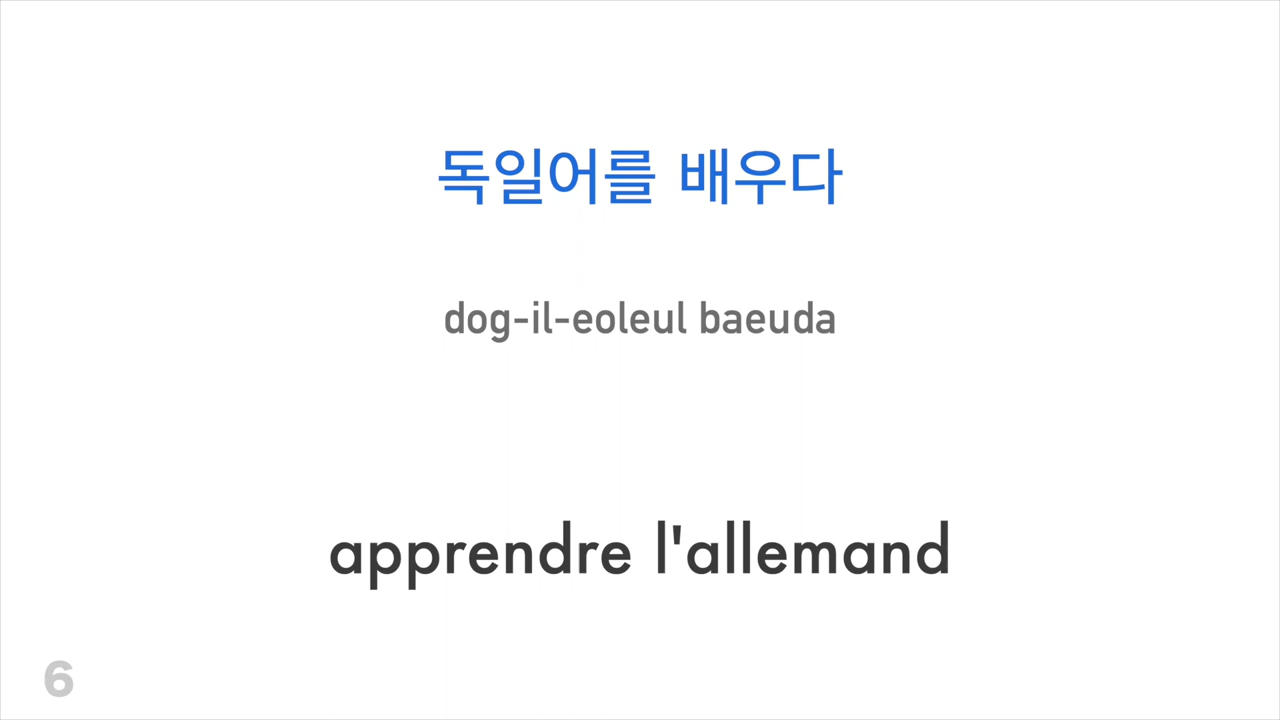 독일어를 배우다
dog-il-eoleul baeuda
apprendre l'allemand
6